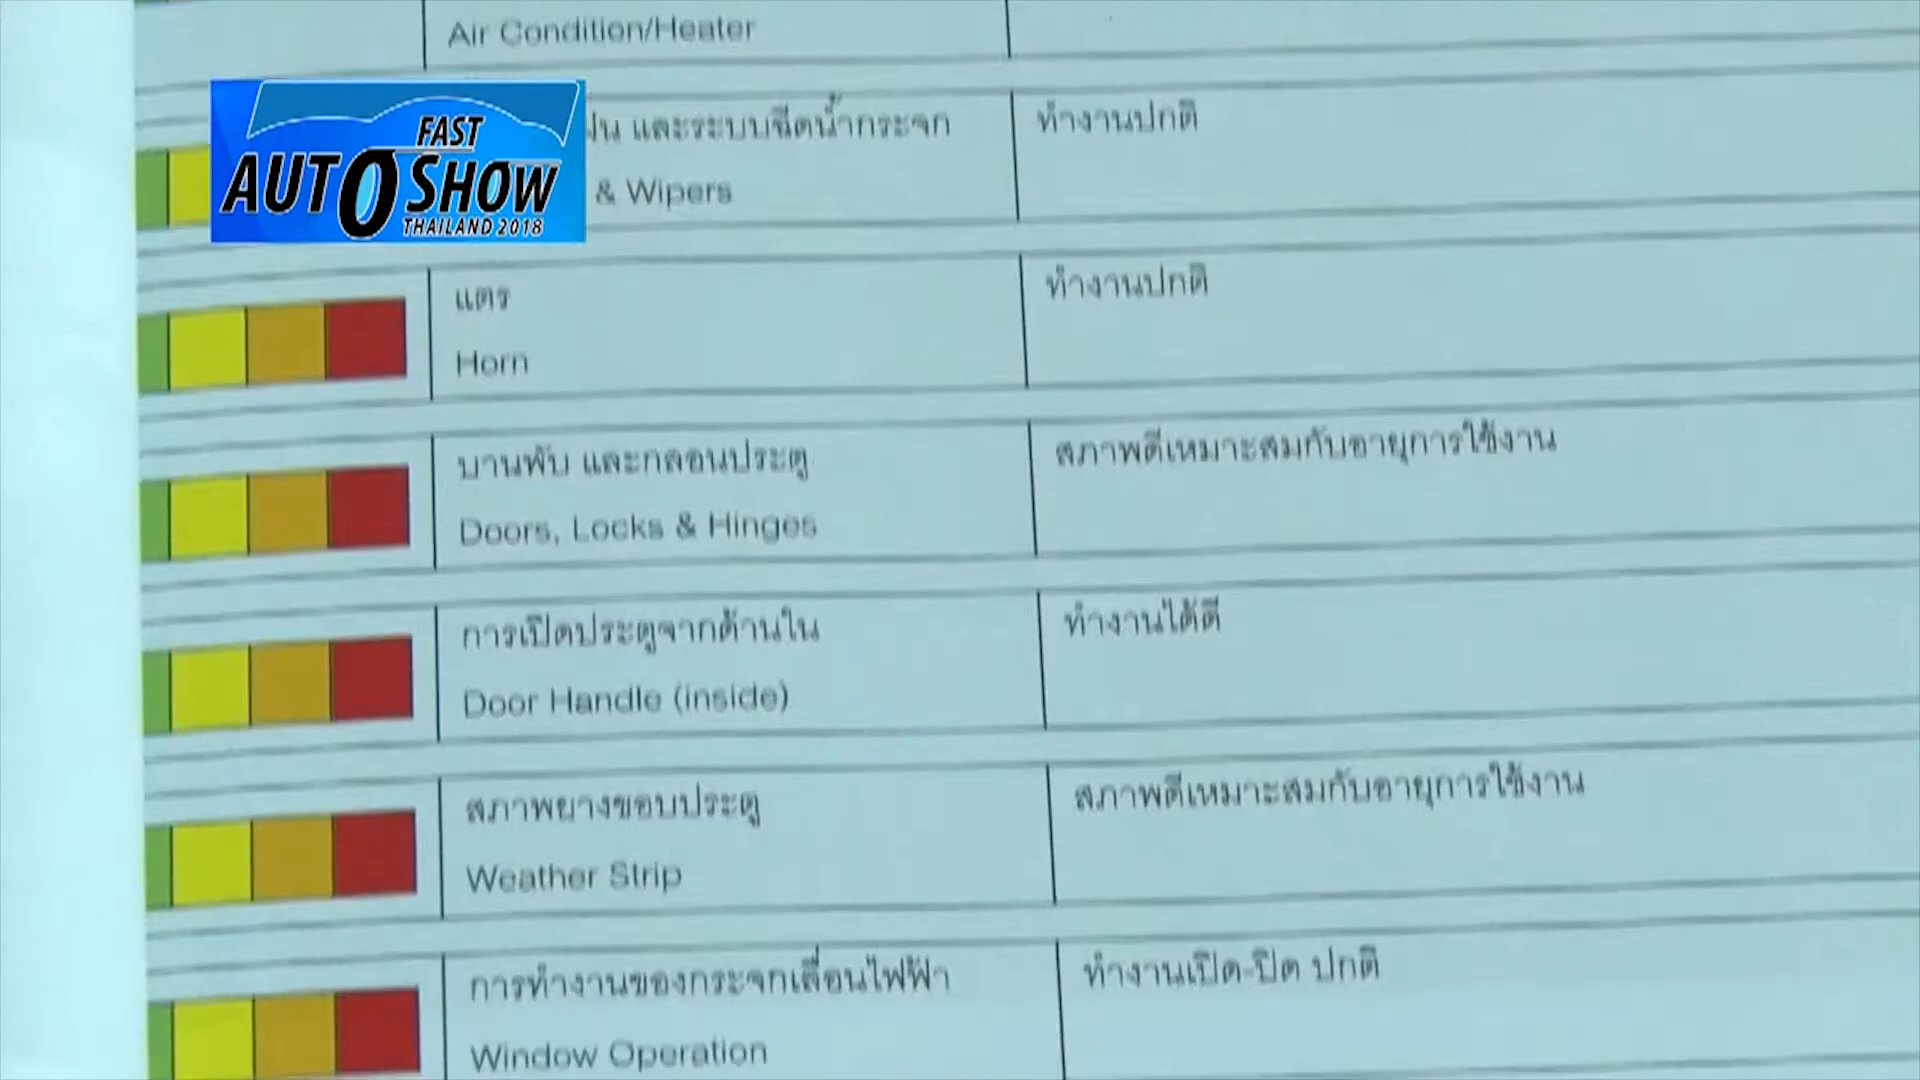 Air Condition/Heater
FAST
AUTO SHOW
THAILAND 2018
และระบบฉีดน้ำกระจก
ทำงานปกติ
& Wipers
แตร
ทำงานปกติ
Horn
บานพับ และกลอนประตู
สภาพดีเหมาะสมกับอายุการใช้งาน
Doors, Locks & Hinges
การเปิดประตูจากด้านใน
ทำงานได้ดี
Door Handle (inside)
สภาพยางขอบประตู
สภาพดีเหมาะสมกับอายุการใช้งาน
Weather Strip
การทำงานของกระจกเลื่อนไฟฟ้า
ทำงานเปิด-ปิด ปกติ
Window Operation